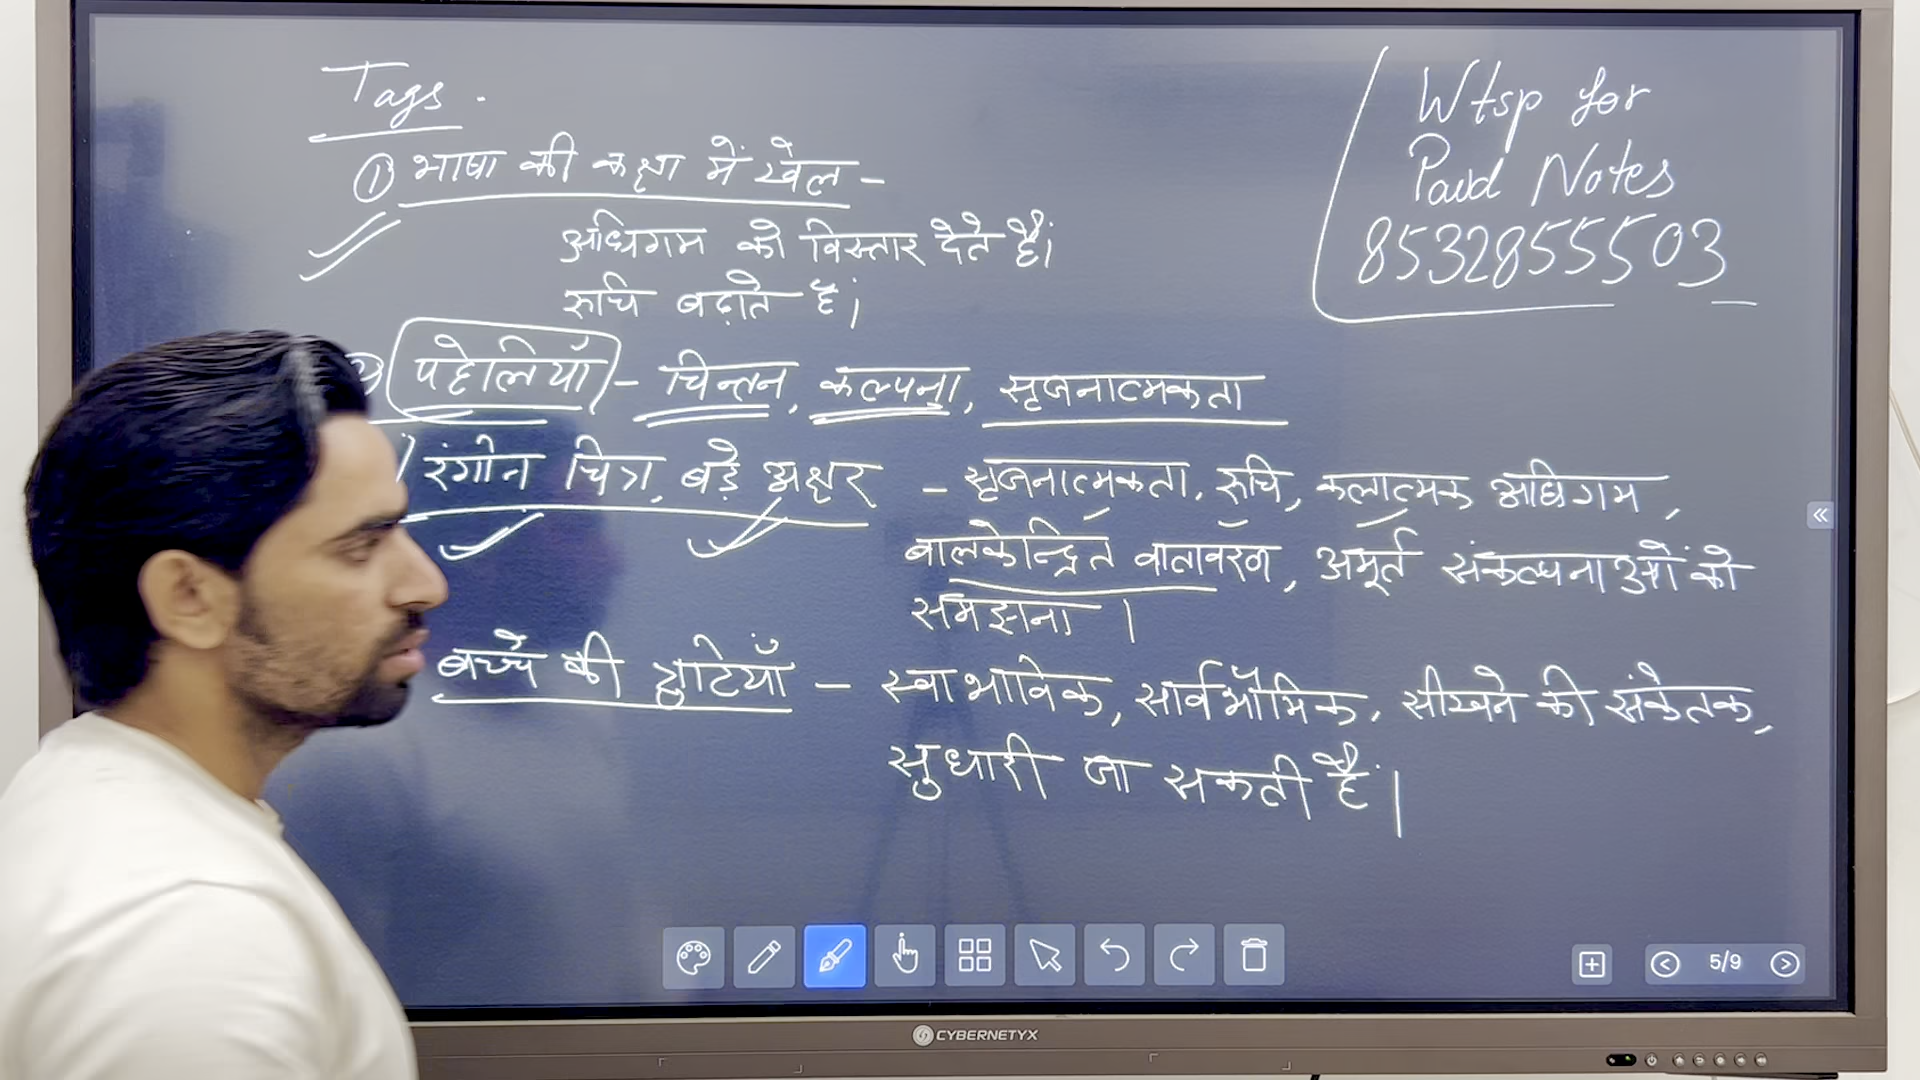 Tags.
① भाषा की कक्षा में खेल -
अधिगम को विस्तार देते हैं।
रूचि बढ़ाते हैं।
पहेलियाँ - चिन्तन, कल्पना, सृजनात्मकता
रंगीन चित्र, बड़े अक्षर - सृजनात्मकता, रूचि, कलात्मक अधिगम,
बालकेन्द्रित वातावरण, अमूर्त संकल्पनाओं को
समझना।
बच्चे की त्रुटियाँ - स्वाभाविक, सार्वभौमिक, सीखने की संकेतक,
सुधारी जा सकती हैं।
Wtsp for
Paid Notes
8532855503
5/9
CYBERNETYX